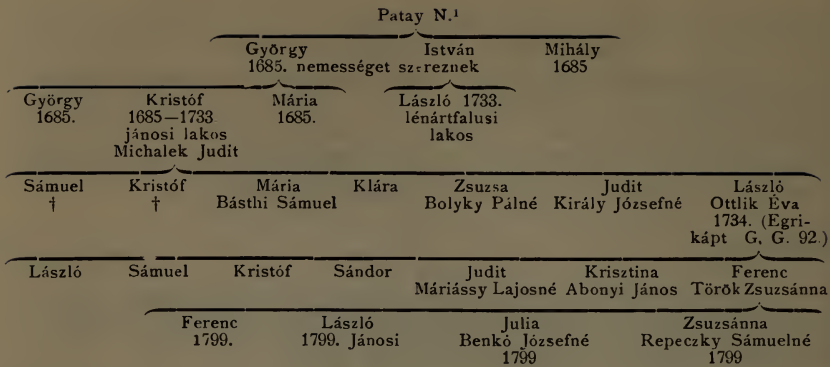 Patay N.¹
György István Mihály
1685. nemességet szereznek 1685
György Kristóf Mária László 1733.
1685. 1685—1733 1685. lénártfalusi
jánosi lakos lakos
Michalek Judit
Sámuel Kristóf Mária Klára Zsuzsa Judit László
† † Básthi Sámuel Bolyky Pálné Király Józsefné Ottlik Éva
1734. (Egri-
kápt G, G. 92.)
László Sámuel Kristóf Sándor Judit Krisztina Ferenc
Máriássy Lajosné Abonyi János Török Zsuzsánna
Ferenc László Julia Zsuzsánna
1799. 1799. Jánosi Benkó Józsefné Repeczky Sámuelné
1799 1799